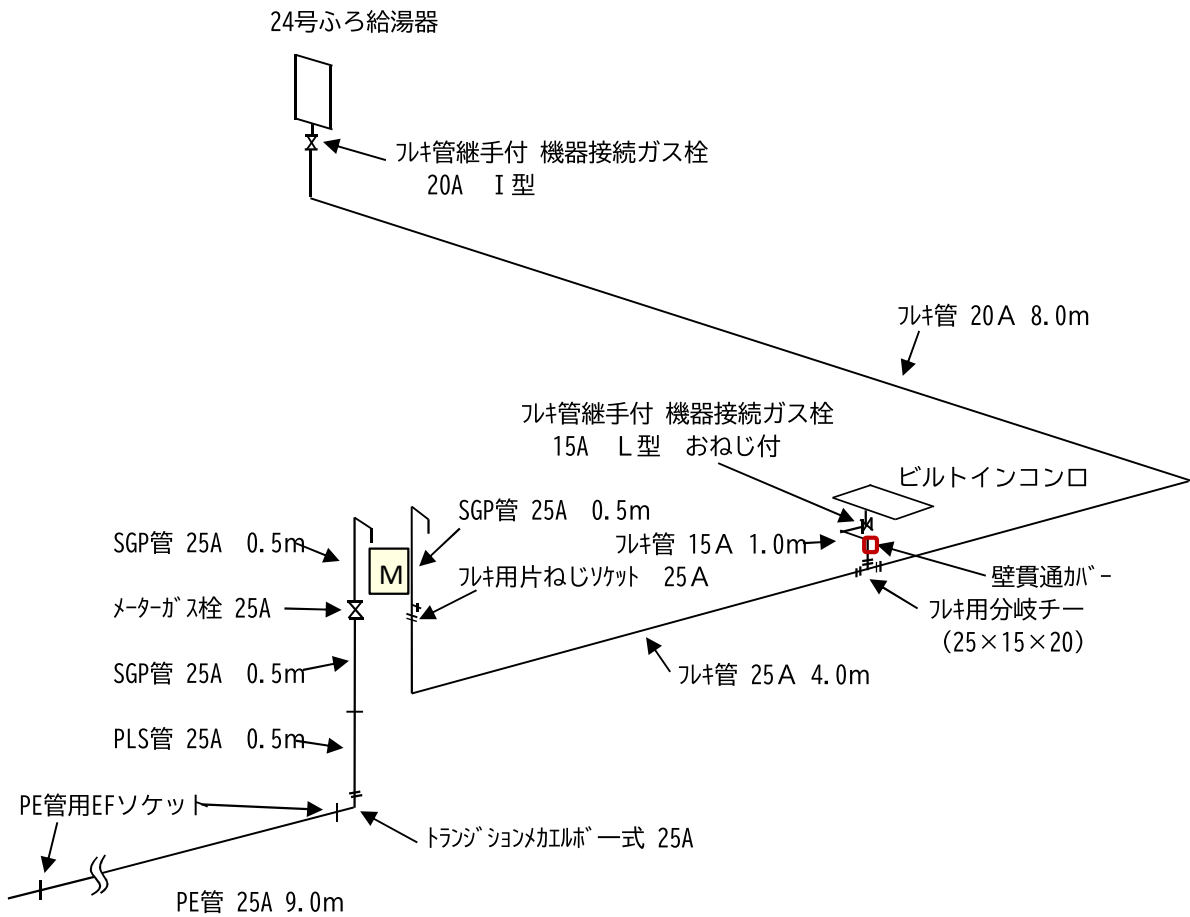 24号ふろ給湯器
フレキ管継手付 機器接続ガス栓
20A Ⅰ型
フレキ管 20A 8.0m
フレキ管継手付 機器接続ガス栓
15A L型 おねじ付
ビルトインコンロ
SGP管 25A 0.5m
SGP管 25A 0.5m
フレキ管 15A 1.0m
M
フレキ用片ねじソケット 25A
壁貫通カバー
メーターガス栓 25A
フレキ用分岐チー
(25×15×20)
SGP管 25A 0.5m
フレキ管 25A 4.0m
PLS管 25A 0.5m
PE管用EFソケット
トランジションメカエルボ一式 25A
PE管 25A 9.0m